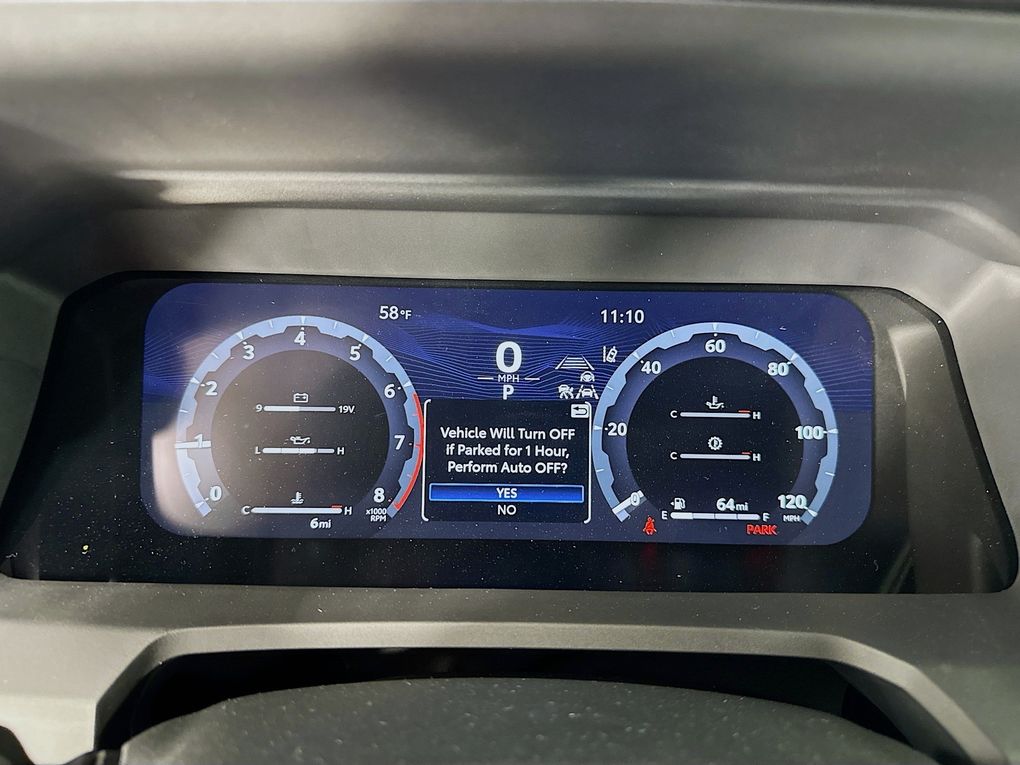 58°F
11:10
0
MPH
P
0
1
2
3
4
5
6
7
8
x1000
RPM
9 19V
L H
C H
6mi
Vehicle Will Turn OFF
if Parked for 1 Hour,
Perform Auto OFF?
YES
NO
0
20
40
60
80
100
120
MPH
C H
C H
64mi
E F
PARK